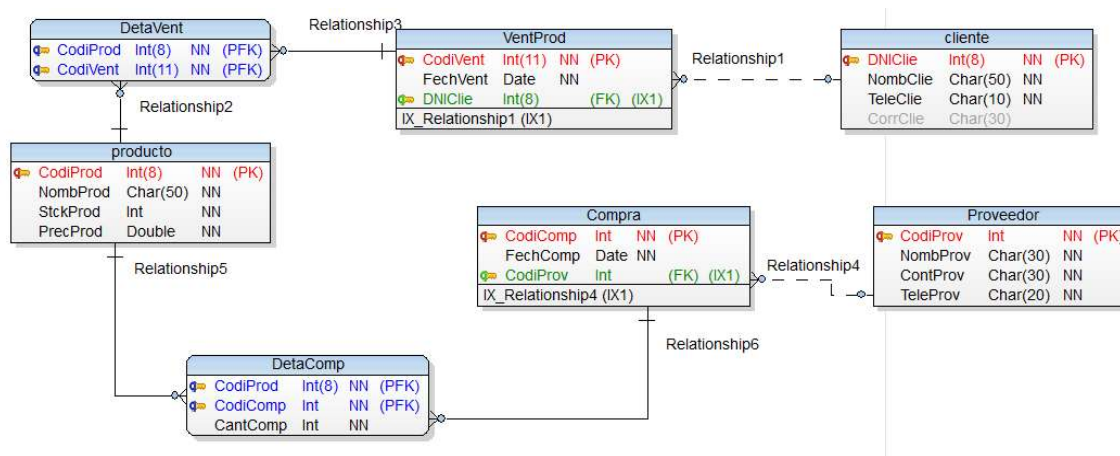 DetaVent
CodiProd Int(8) NN (PFK)
CodiVent Int(11) NN (PFK)
Relationship3
VentProd
CodiVent Int(11) NN (PK)
FechVent Date NN
DNIClie Int(8) (FK) (IX1)
IX_Relationship1 (IX1)
Relationship1
cliente
DNIClie Int(8) NN (PK)
NombClie Char(50) NN
TeleClie Char(10) NN
CorrClie Char(30)
Relationship2
producto
CodiProd Int(8) NN (PK)
NombProd Char(50) NN
StckProd Int NN
PrecProd Double NN
Relationship5
Compra
CodiComp Int NN (PK)
FechComp Date NN
CodiProv Int (FK) (IX1)
IX_Relationship4 (IX1)
Relationship4
Proveedor
CodiProv Int NN (PK)
NombProv Char(30) NN
ContProv Char(30) NN
TeleProv Char(20) NN
Relationship6
DetaComp
CodiProd Int(8) NN (PFK)
CodiComp Int NN (PFK)
CantComp Int NN